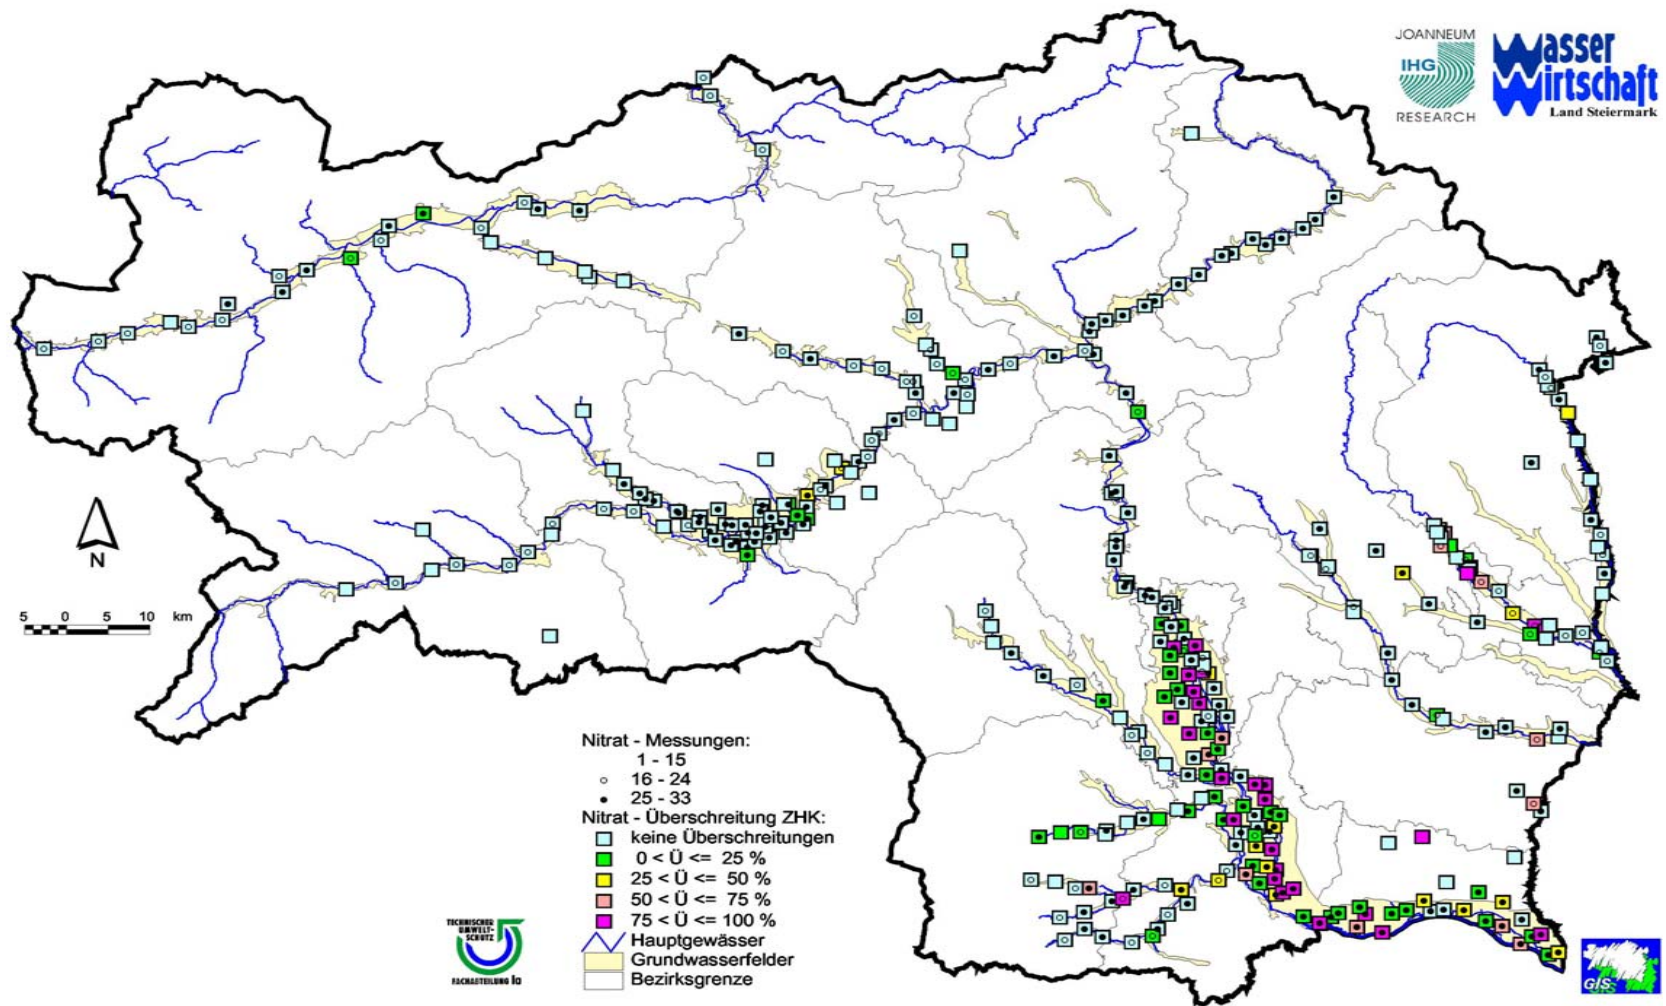 JOANNEUM
IHG
RESEARCH
Wasser
Wirtschaft
Land Steiermark
N
5 0 5 10 km
Nitrat - Messungen:
1 - 15
16 - 24
25 - 33
Nitrat - Überschreitung ZHK:
keine Überschreitungen
0 < Ü <= 25 %
25 < Ü <= 50 %
50 < Ü <= 75 %
75 < Ü <= 100 %
Hauptgewässer
Grundwasserfelder
Bezirksgrenze
TECHNISCHER
UMWELT-
SCHUTZ
FACHABTEILUNG Ia
GIS